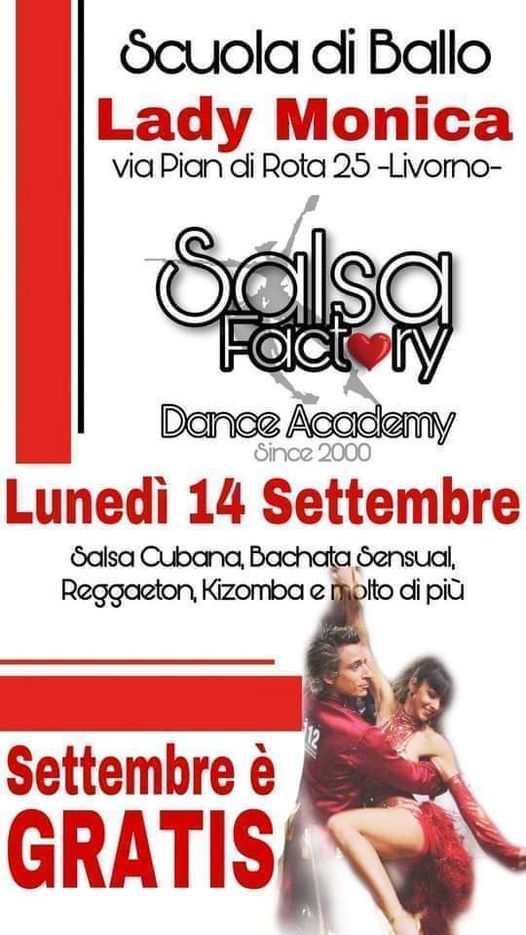 Scuola di Ballo
Lady Monica
via Pian di Rota 25 -Livorno-
Salsa
Factory
Dance Academy
Since 2000
Lunedì 14 Settembre
Salsa Cubana, Bachata Sensual,
Reggaeton, Kizomba e molto di più
112
Settembre è
GRATIS